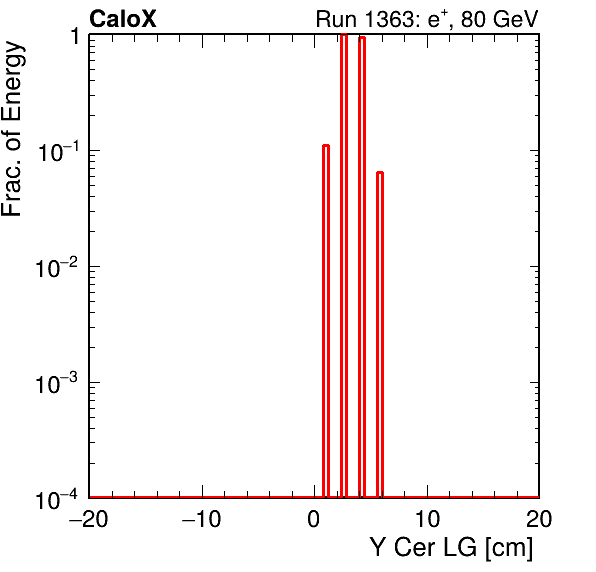 CaloX Run 1363: e⁺, 80 GeV
Frac. of Energy
1
10⁻¹
10⁻²
10⁻³
10⁻⁴
−20 −10 0 10 20
Y Cer LG [cm]